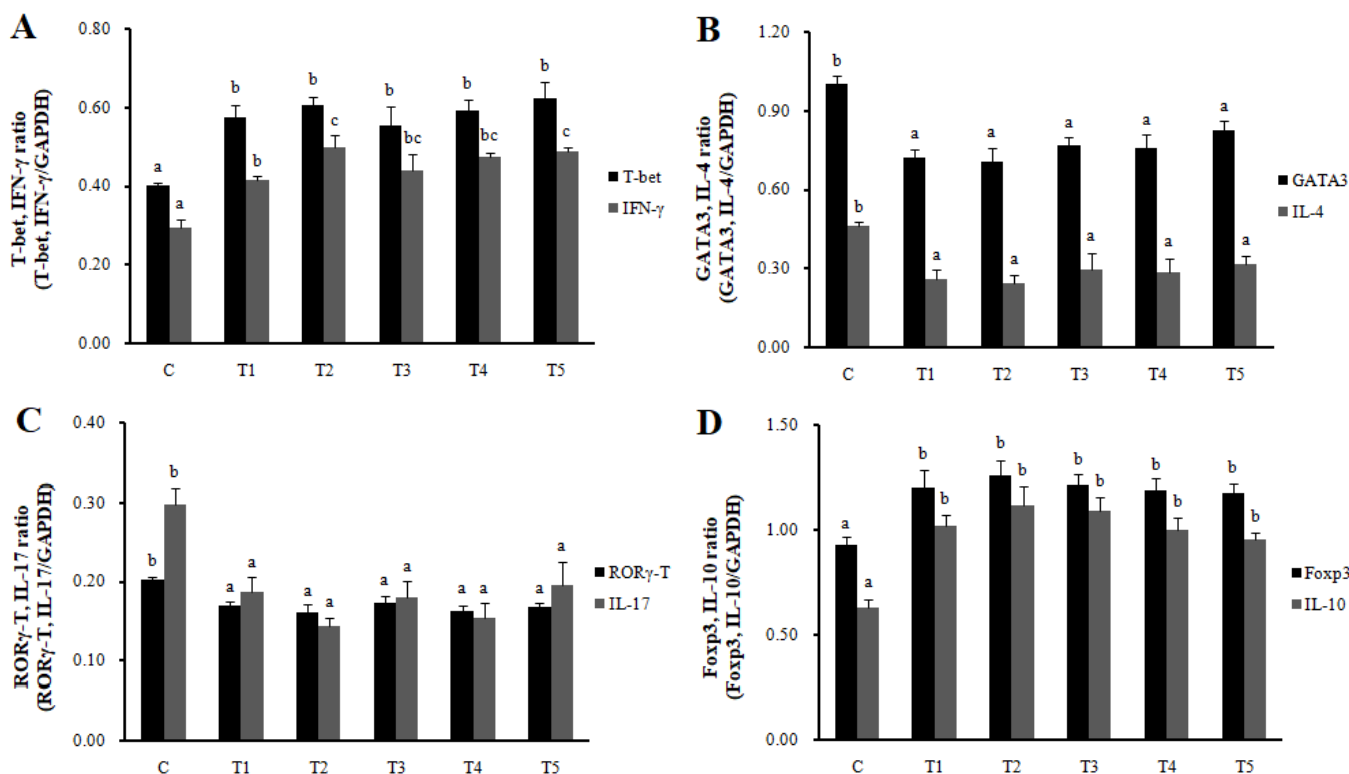 A
T-bet, IFN-γ ratio
(T-bet, IFN-γ/GAPDH)
0.80
0.60
0.40
0.20
0.00
a
a
b
b
b
c
b
bc
b
bc
b
c
C
T1
T2
T3
T4
T5
T-bet
IFN-γ
B
GATA3, IL-4 ratio
(GATA3, IL-4/GAPDH)
1.20
0.90
0.60
0.30
0.00
b
b
a
a
a
a
a
a
a
a
a
a
C
T1
T2
T3
T4
T5
GATA3
IL-4
C
RORγ-T, IL-17 ratio
(RORγ-T, IL-17/GAPDH)
0.40
0.30
0.20
0.10
0.00
b
b
a
a
a
a
a
a
a
a
a
a
C
T1
T2
T3
T4
T5
RORγ-T
IL-17
D
Foxp3, IL-10 ratio
(Foxp3, IL-10/GAPDH)
1.50
1.00
0.50
0.00
a
a
b
b
b
b
b
b
b
b
b
b
C
T1
T2
T3
T4
T5
Foxp3
IL-10